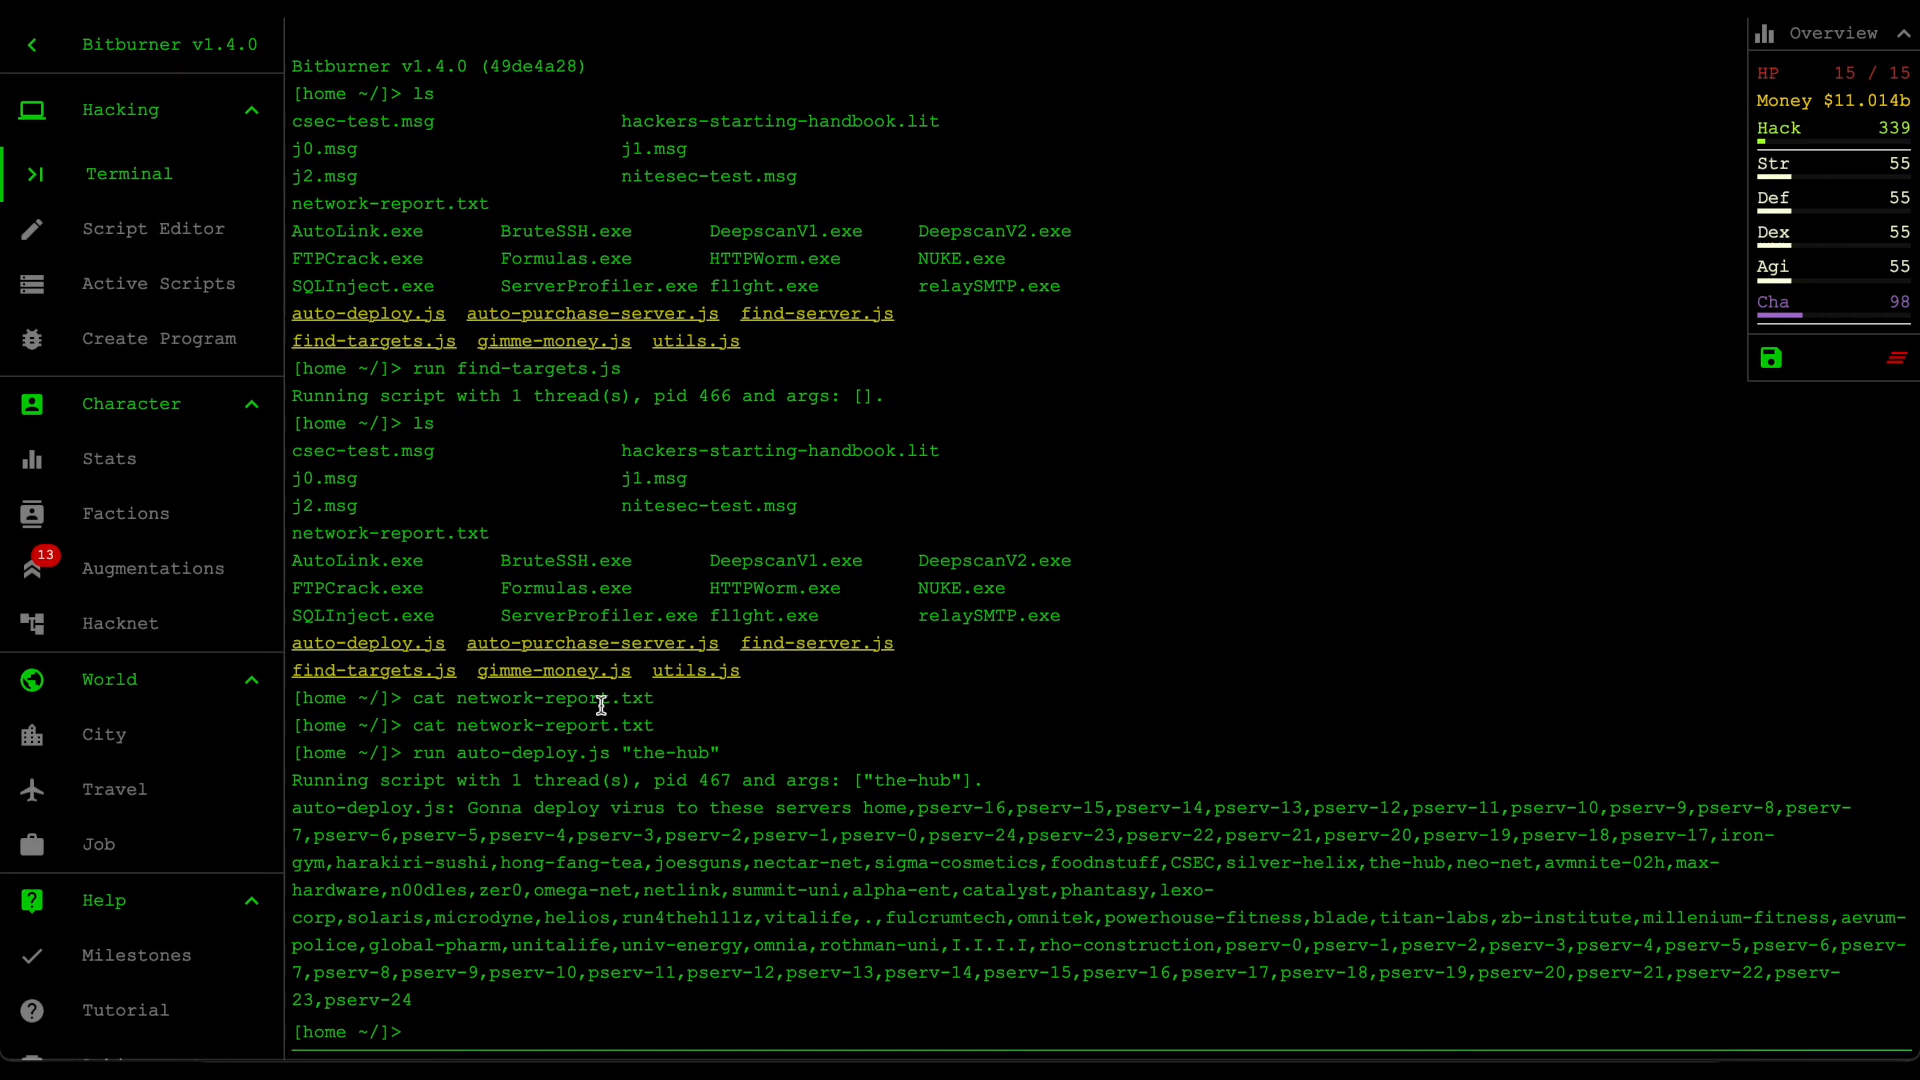 Bitburner v1.4.0
Hacking
Terminal
Script Editor
Active Scripts
Create Program
Character
Stats
Factions
13
Augmentations
Hacknet
World
City
Travel
Job
Help
Milestones
Tutorial
Bitburner v1.4.0 (49de4a28)
[home ~/]> ls
csec-test.msg hackers-starting-handbook.lit
j0.msg j1.msg
j2.msg nitesec-test.msg
network-report.txt
AutoLink.exe BruteSSH.exe DeepscanV1.exe DeepscanV2.exe
FTPCrack.exe Formulas.exe HTTPWorm.exe NUKE.exe
SQLInject.exe ServerProfiler.exe fl1ght.exe relaySMTP.exe
auto-deploy.js auto-purchase-server.js find-server.js
find-targets.js gimme-money.js utils.js
[home ~/]> run find-targets.js
Running script with 1 thread(s), pid 466 and args: [].
[home ~/]> ls
csec-test.msg hackers-starting-handbook.lit
j0.msg j1.msg
j2.msg nitesec-test.msg
network-report.txt
AutoLink.exe BruteSSH.exe DeepscanV1.exe DeepscanV2.exe
FTPCrack.exe Formulas.exe HTTPWorm.exe NUKE.exe
SQLInject.exe ServerProfiler.exe fl1ght.exe relaySMTP.exe
auto-deploy.js auto-purchase-server.js find-server.js
find-targets.js gimme-money.js utils.js
[home ~/]> cat network-report.txt
[home ~/]> cat network-report.txt
[home ~/]> run auto-deploy.js "the-hub"
Running script with 1 thread(s), pid 467 and args: ["the-hub"].
auto-deploy.js: Gonna deploy virus to these servers home,pserv-16,pserv-15,pserv-14,pserv-13,pserv-12,pserv-11,pserv-10,pserv-9,pserv-8,pserv-
7,pserv-6,pserv-5,pserv-4,pserv-3,pserv-2,pserv-1,pserv-0,pserv-24,pserv-23,pserv-22,pserv-21,pserv-20,pserv-19,pserv-18,pserv-17,iron-
gym,harakiri-sushi,hong-fang-tea,joesguns,nectar-net,sigma-cosmetics,foodnstuff,CSEC,silver-helix,the-hub,neo-net,avmnite-02h,max-
hardware,n00dles,zer0,omega-net,netlink,summit-uni,alpha-ent,catalyst,phantasy,lexo-
corp,solaris,microdyne,helios,run4theh111z,vitalife,.,fulcrumtech,omnitek,powerhouse-fitness,blade,titan-labs,zb-institute,millenium-fitness,aevum-
police,global-pharm,unitalife,univ-energy,omnia,rothman-uni,I.I.I.I,rho-construction,pserv-0,pserv-1,pserv-2,pserv-3,pserv-4,pserv-5,pserv-6,pserv-
7,pserv-8,pserv-9,pserv-10,pserv-11,pserv-12,pserv-13,pserv-14,pserv-15,pserv-16,pserv-17,pserv-18,pserv-19,pserv-20,pserv-21,pserv-22,pserv-
23,pserv-24
[home ~/]>
Overview
HP 15 / 15
Money $11.014b
Hack 339
Str 55
Def 55
Dex 55
Agi 55
Cha 98